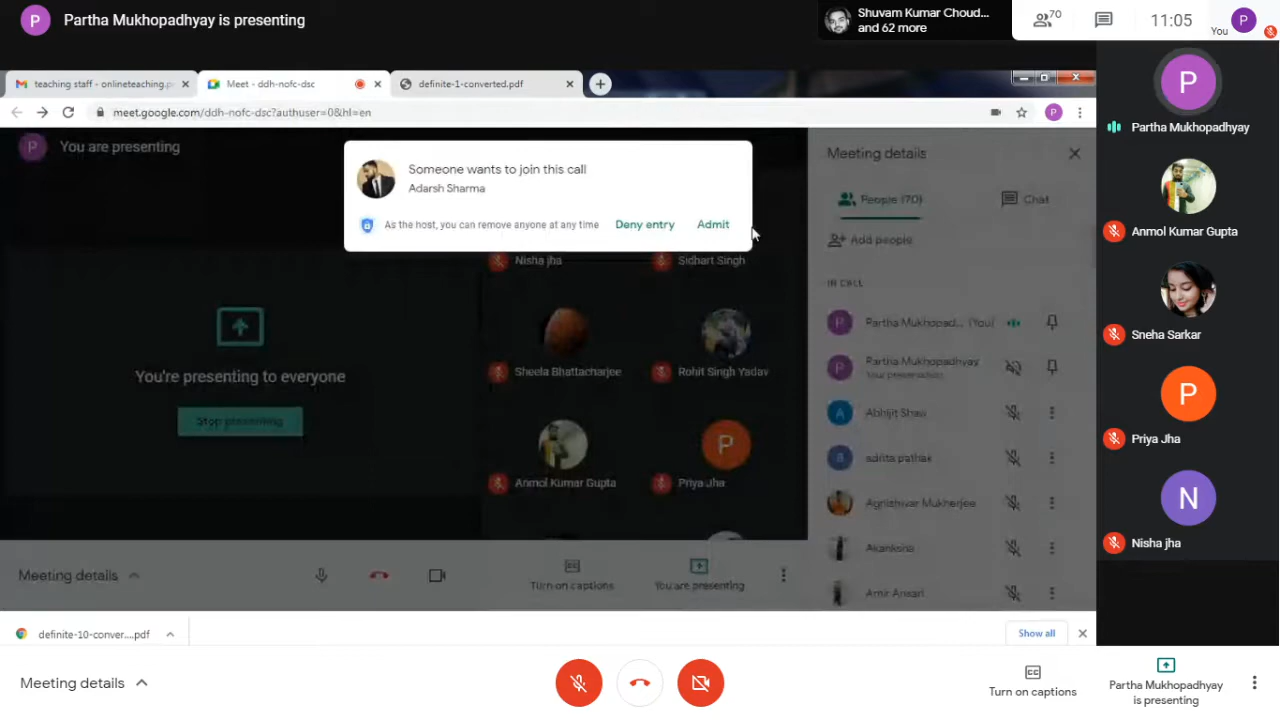 P Partha Mukhopadhyay is presenting
Shuvam Kumar Choud...
and 62 more
70
11:05
You
P
teaching staff - onlineteaching.p
Meet - ddh-nofc-dsc
definite-1-converted.pdf
meet.google.com/ddh-nofc-dsc?authuser=0&hl=en
P
P You are presenting
Someone wants to join this call
Adarsh Sharma
As the host, you can remove anyone at any time
Deny entry
Admit
Meeting details
People (70)
Chat
Add people
IN CALL
P Partha Mukhopad... (You)
P Partha Mukhopadhyay
Your presentation
A Abhijit Shaw
a adrita pathak
Agnishwar Mukherjee
Akanksha
Amir Ansari
Nisha jha
Sidhart Singh
Sheela Bhattacharjee
Rohit Singh Yadav
P
Anmol Kumar Gupta
Priya Jha
You're presenting to everyone
Stop presenting
Meeting details
Turn on captions
You are presenting
definite-10-conver....pdf
Show all
P
Partha Mukhopadhyay
Anmol Kumar Gupta
Sneha Sarkar
P
Priya Jha
N
Nisha jha
Meeting details
CC
Turn on captions
Partha Mukhopadhyay
is presenting